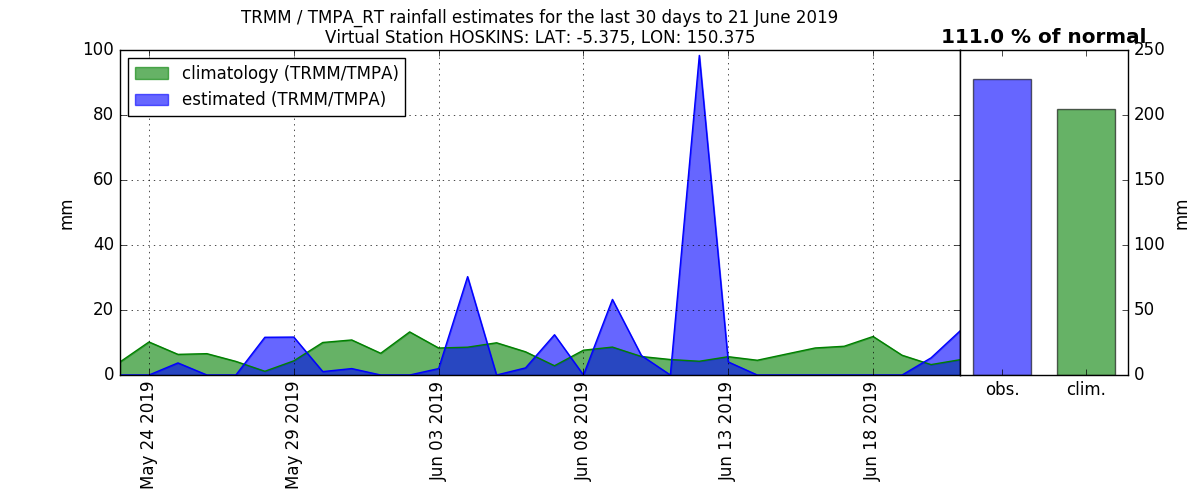 TRMM / TMPA_RT rainfall estimates for the last 30 days to 21 June 2019
Virtual Station HOSKINS: LAT: -5.375, LON: 150.375
111.0 % of normal
climatology (TRMM/TMPA)
estimated (TRMM/TMPA)
100
80
60
40
20
0
mm
May 24 2019
May 29 2019
Jun 03 2019
Jun 08 2019
Jun 13 2019
Jun 18 2019
250
200
150
100
50
0
mm
obs.
clim.